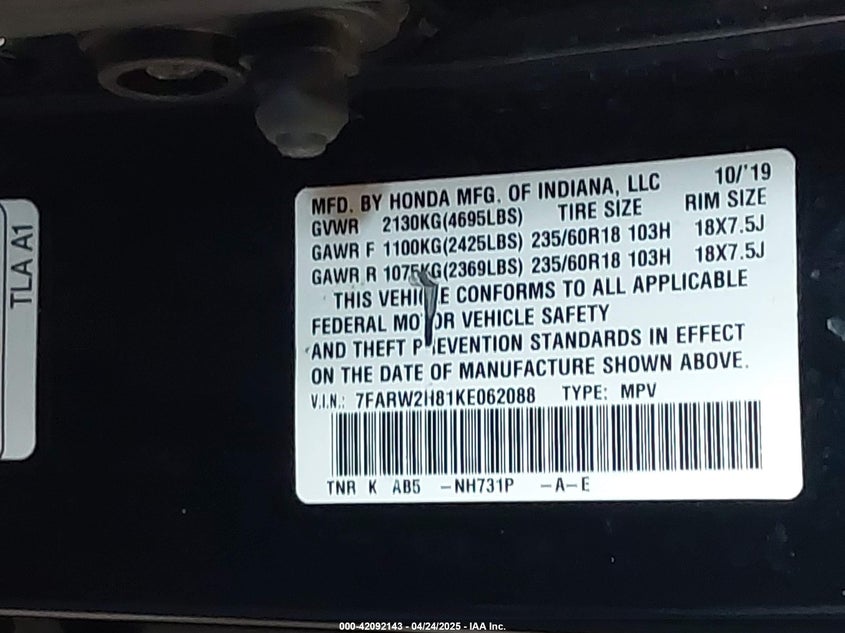 TLA A1
MFD. BY HONDA MFG. OF INDIANA, LLC 10/'19
GVWR 2130KG(4695LBS) TIRE SIZE RIM SIZE
GAWR F 1100KG(2425LBS) 235/60R18 103H 18X7.5J
GAWR R 1075KG(2369LBS) 235/60R18 103H 18X7.5J
THIS VEHICLE CONFORMS TO ALL APPLICABLE
FEDERAL MOTOR VEHICLE SAFETY
AND THEFT PREVENTION STANDARDS IN EFFECT
ON THE DATE OF MANUFACTURE SHOWN ABOVE.
V.I.N.: 7FARW2H81KE062088 TYPE: MPV
TNR K AB5 -NH731P -A-E
000-42092143 - 04/24/2025 - IAA Inc.